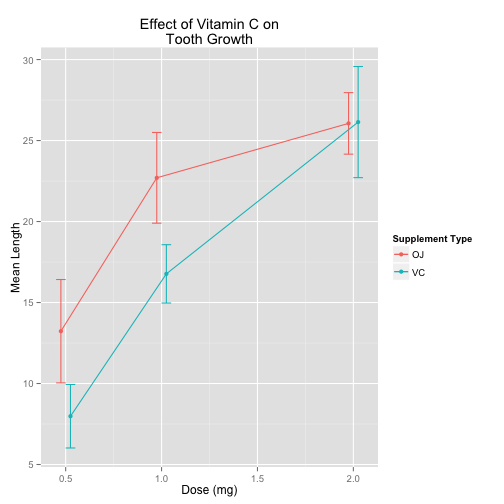 Effect of Vitamin C on
Tooth Growth
30
25
20
15
10
5
Mean Length
0.5
1.0
1.5
2.0
Dose (mg)
Supplement Type
OJ
VC